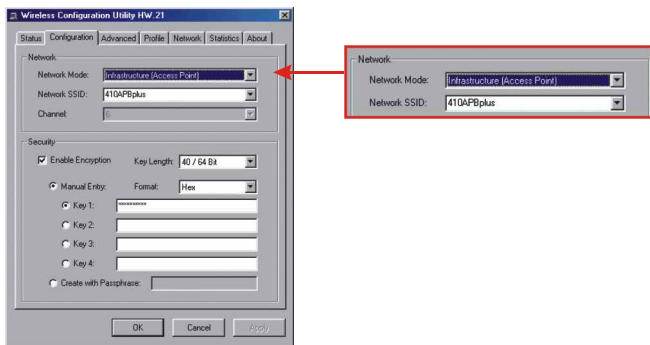 Wireless Configuration Utility HW.21
Status Configuration Advanced Profile Network Statistics About
Network
Network Mode: Infrastructure (Access Point)
Network SSID: 410APBplus
Channel: 6
Security
Enable Encryption Key Length: 40 / 64 Bit
Manual Entry: Format: Hex
Key 1: **********
Key 2:
Key 3:
Key 4:
Create with Passphrase:
OK Cancel Apply
Network
Network Mode: Infrastructure (Access Point)
Network SSID: 410APBplus